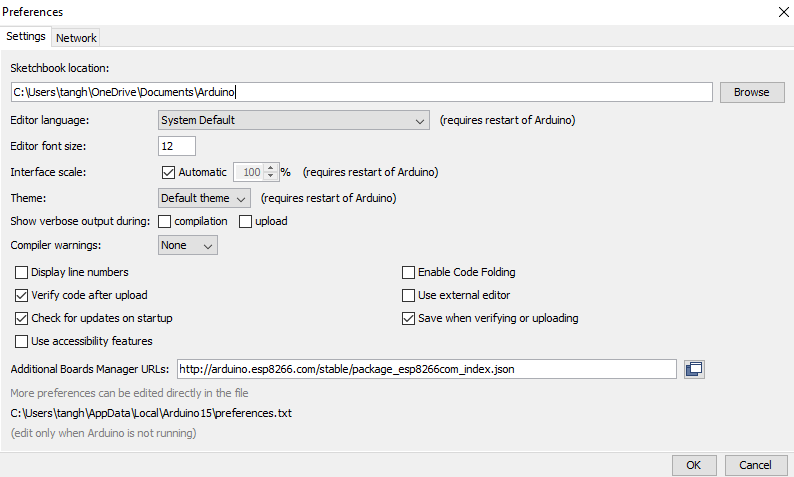 Preferences
Settings Network
Sketchbook location:
C:\Users\tangh\OneDrive\Documents\Arduino
Browse
Editor language: System Default (requires restart of Arduino)
Editor font size: 12
Interface scale: Automatic 100 % (requires restart of Arduino)
Theme: Default theme (requires restart of Arduino)
Show verbose output during: compilation upload
Compiler warnings: None
Display line numbers Enable Code Folding
Verify code after upload Use external editor
Check for updates on startup Save when verifying or uploading
Use accessibility features
Additional Boards Manager URLs: http://arduino.esp8266.com/stable/package_esp8266com_index.json
More preferences can be edited directly in the file
C:\Users\tangh\AppData\Local\Arduino15\preferences.txt
(edit only when Arduino is not running)
OK Cancel